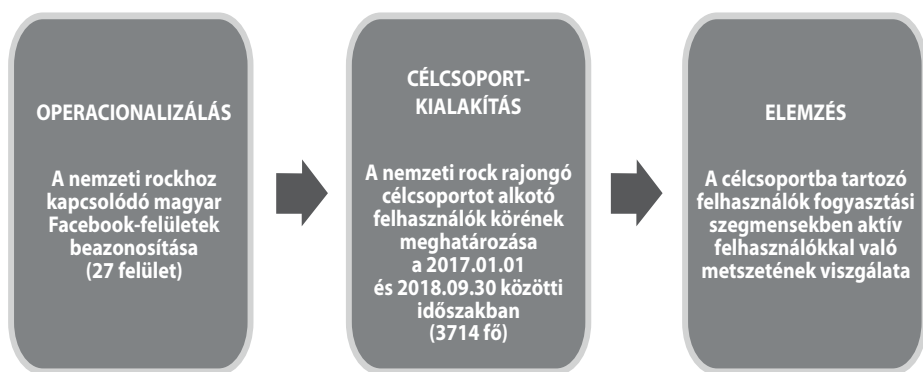 OPERACIONALIZÁLÁS
A nemzeti rockhoz
kapcsolódó magyar
Facebook-felületek
beazonosítása
(27 felület)
CÉLCSOPORT-
KIALAKÍTÁS
A nemzeti rock rajongó
célcsoportot alkotó
felhasználók körének
meghatározása
a 2017.01.01
és 2018.09.30 közötti
időszakban
(3714 fő)
ELEMZÉS
A célcsoportba tartozó
felhasználók fogyasztási
szegmensekben aktív
felhasználókkal való
metszetének viszgálata